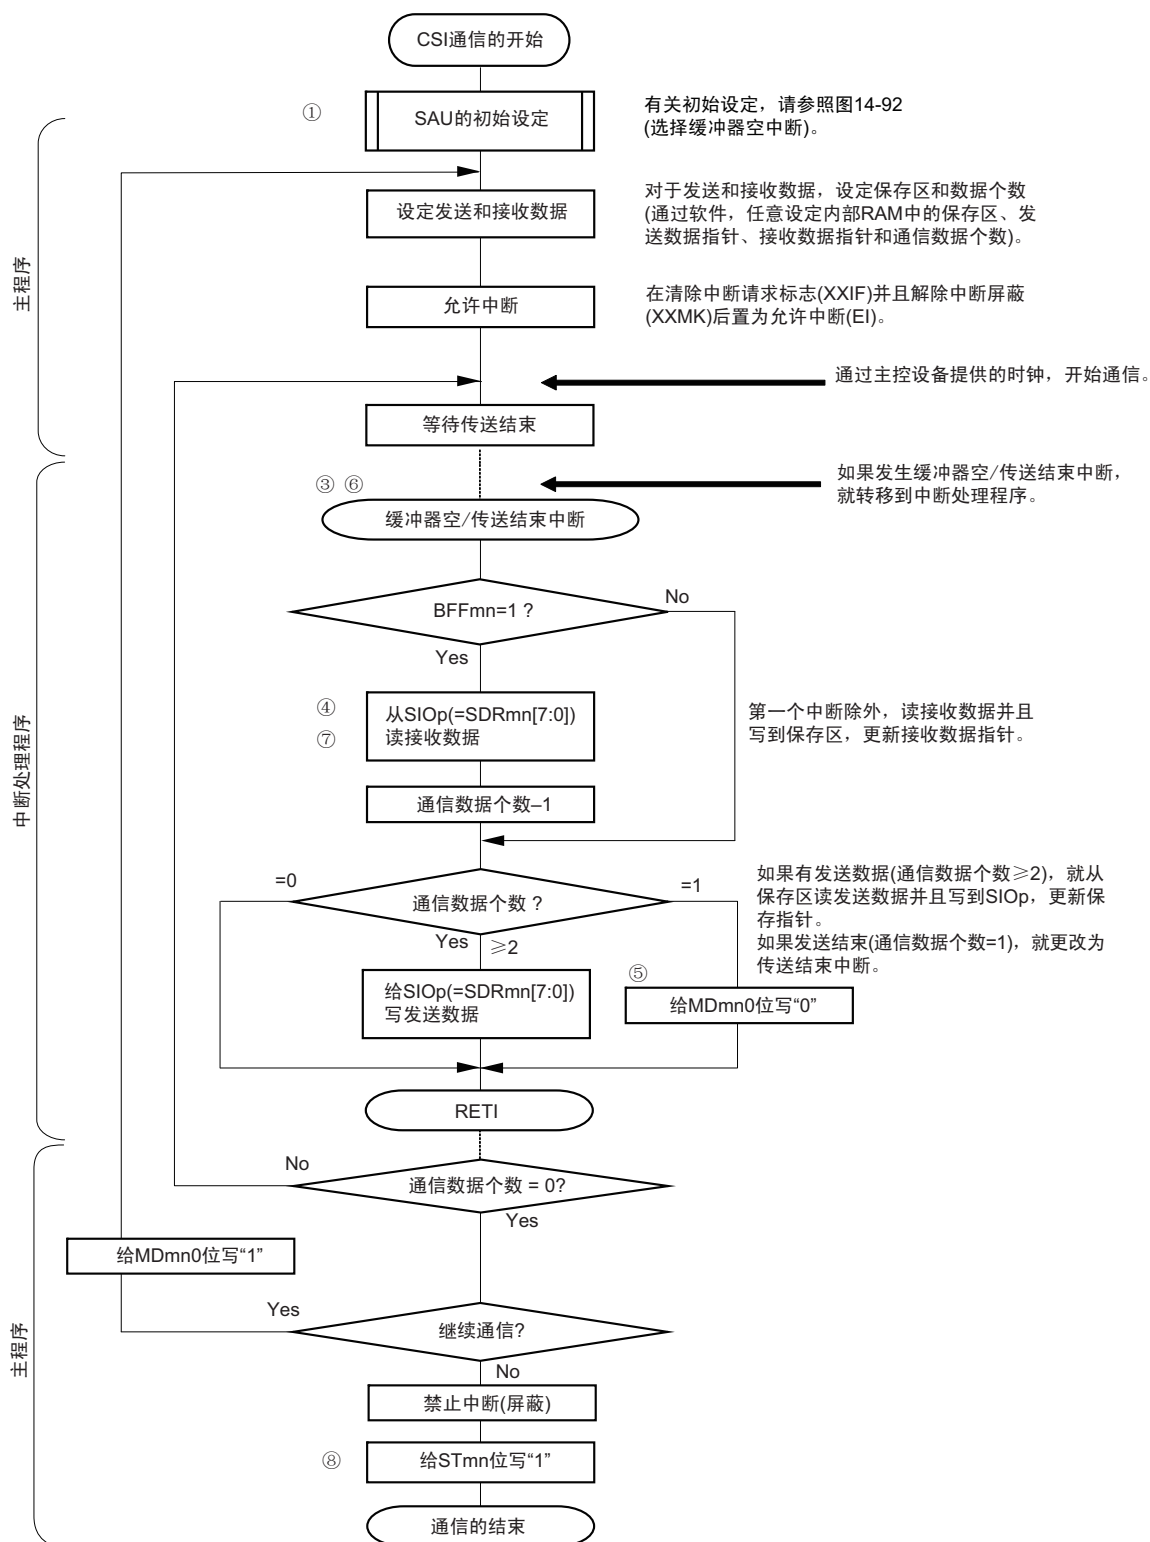 CSI通信的开始
①
SAU的初始设定
有关初始设定，请参照图14-92
(选择缓冲器空中断)。
设定发送和接收数据
对于发送和接收数据，设定保存区和数据个数
(通过软件，任意设定内部RAM中的保存区、发
送数据指针、接收数据指针和通信数据个数)。
主程序
允许中断
在清除中断请求标志(XXIF)并且解除中断屏蔽
(XXMK)后置为允许中断(EI)。
通过主控设备提供的时钟，开始通信。
等待传送结束
如果发生缓冲器空/传送结束中断，
就转移到中断处理程序。
③ ⑥
缓冲器空/传送结束中断
BFFmn=1 ?
No
Yes
中断处理程序
④
⑦
从SIOp(=SDRmn[7:0])
读接收数据
第一个中断除外，读接收数据并且
写到保存区，更新接收数据指针。
通信数据个数–1
=0
通信数据个数 ?
=1
Yes
≥2
如果有发送数据(通信数据个数≥2)，就从
保存区读发送数据并且写到SIOp，更新保
存指针。
如果发送结束(通信数据个数=1)，就更改为
传送结束中断。
⑤
给SIOp(=SDRmn[7:0])
写发送数据
给MDmn0位写“0”
RETI
No
通信数据个数 = 0?
Yes
给MDmn0位写“1”
Yes
继续通信?
No
主程序
禁止中断(屏蔽)
⑧
给STmn位写“1”
通信的结束